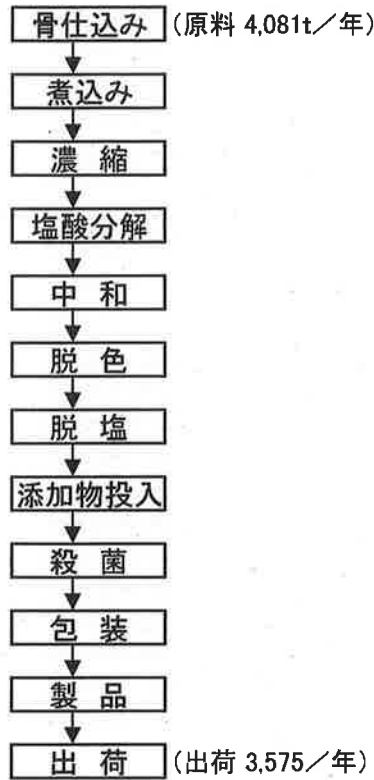 骨仕込み (原料 4,081t/年)
煮込み
濃縮
塩酸分解
中和
脱色
脱塩
添加物投入
殺菌
包装
製品
出荷 (出荷 3,575/年)